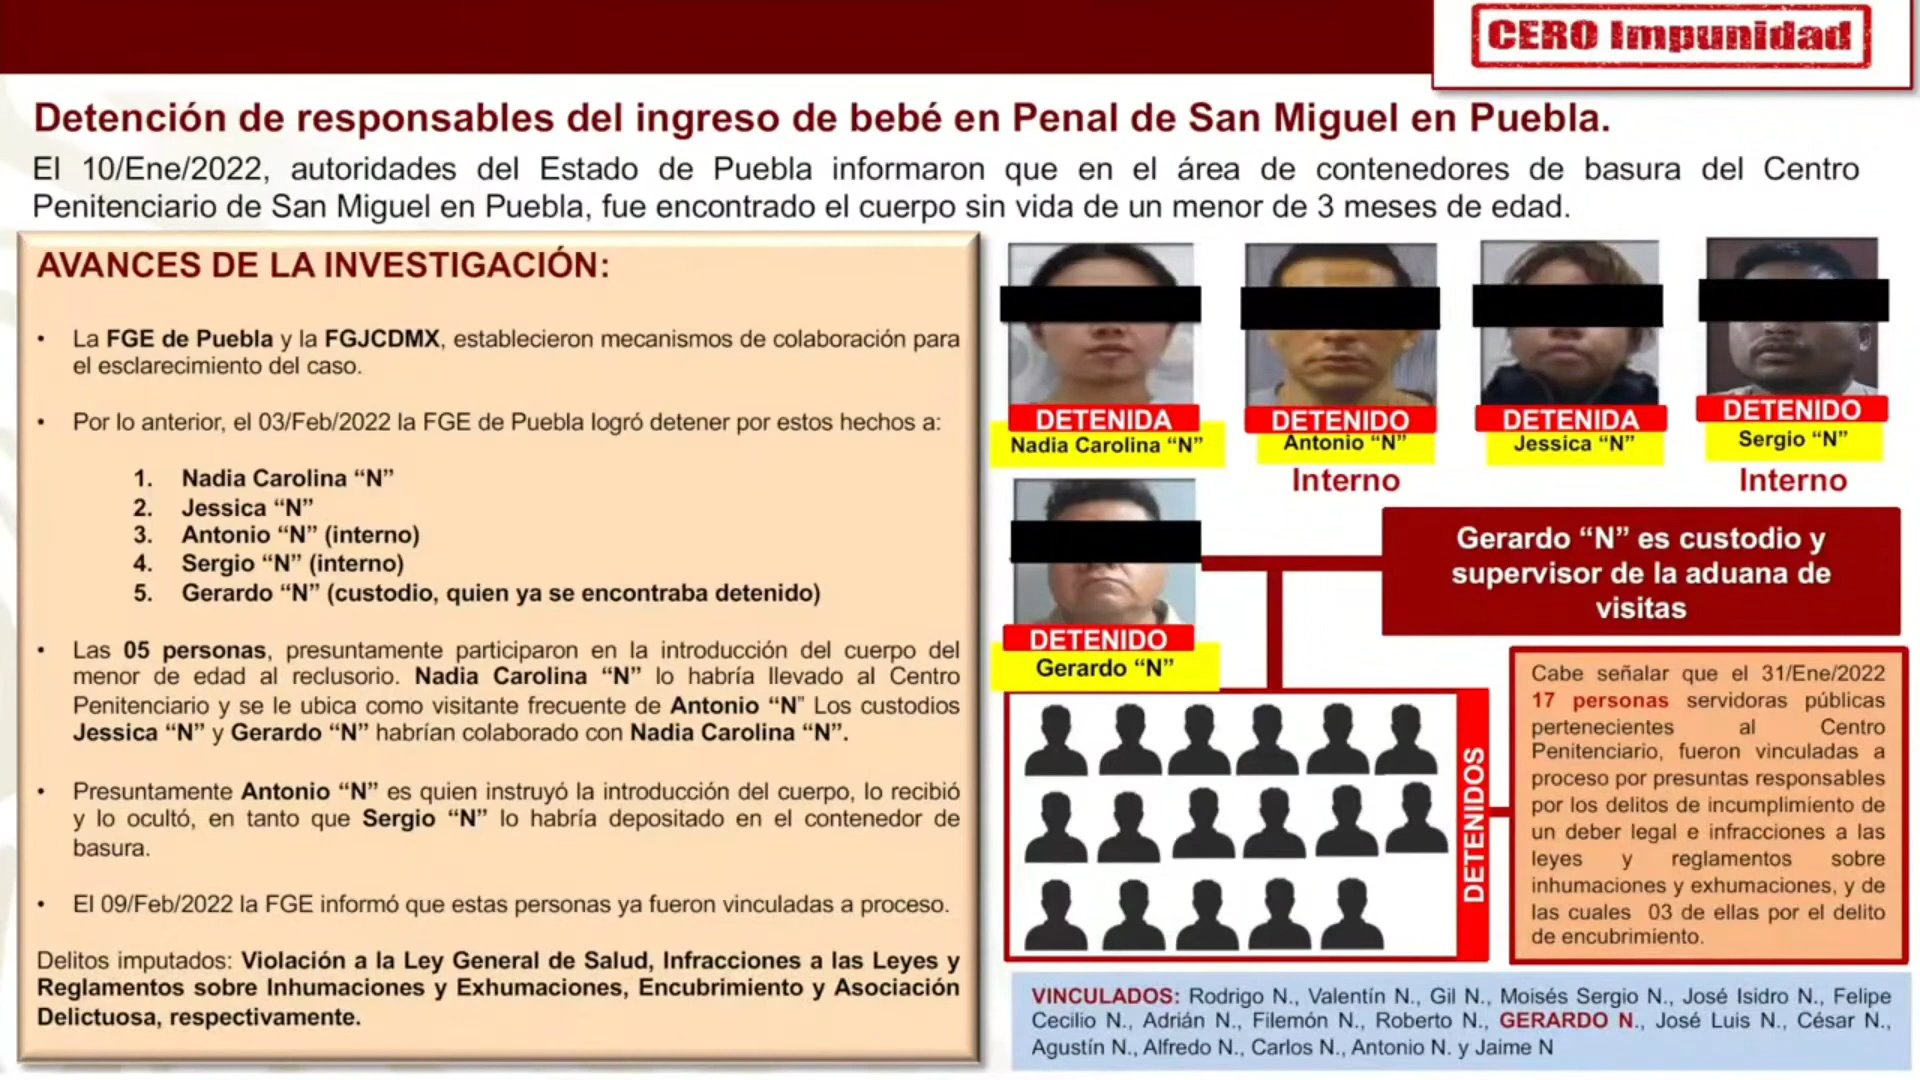 CERO Impunidad
Detención de responsables del ingreso de bebé en Penal de San Miguel en Puebla.
El 10/Ene/2022, autoridades del Estado de Puebla informaron que en el área de contenedores de basura del Centro
Penitenciario de San Miguel en Puebla, fue encontrado el cuerpo sin vida de un menor de 3 meses de edad.
AVANCES DE LA INVESTIGACIÓN:
• La FGE de Puebla y la FGJCDMX, establecieron mecanismos de colaboración para
el esclarecimiento del caso.
• Por lo anterior, el 03/Feb/2022 la FGE de Puebla logró detener por estos hechos a:
1. Nadia Carolina “N”
2. Jessica “N”
3. Antonio “N” (interno)
4. Sergio “N” (interno)
5. Gerardo “N” (custodio, quien ya se encontraba detenido)
• Las 05 personas, presuntamente participaron en la introducción del cuerpo del
menor de edad al reclusorio. Nadia Carolina “N” lo habría llevado al Centro
Penitenciario y se le ubica como visitante frecuente de Antonio “N” Los custodios
Jessica “N” y Gerardo “N” habrían colaborado con Nadia Carolina “N”.
• Presuntamente Antonio “N” es quien instruyó la introducción del cuerpo, lo recibió
y lo ocultó, en tanto que Sergio “N” lo habría depositado en el contenedor de
basura.
• El 09/Feb/2022 la FGE informó que estas personas ya fueron vinculadas a proceso.
Delitos imputados: Violación a la Ley General de Salud, Infracciones a las Leyes y
Reglamentos sobre Inhumaciones y Exhumaciones, Encubrimiento y Asociación
Delictuosa, respectivamente.
DETENIDA
Nadia Carolina “N”
DETENIDO
Antonio “N”
Interno
DETENIDA
Jessica “N”
DETENIDO
Sergio “N”
Interno
DETENIDO
Gerardo “N”
Gerardo “N” es custodio y
supervisor de la aduana de
visitas
DETENIDOS
Cabe señalar que el 31/Ene/2022
17 personas servidoras públicas
pertenecientes al Centro
Penitenciario, fueron vinculadas a
proceso por presuntas responsables
por los delitos de incumplimiento de
un deber legal e infracciones a las
leyes y reglamentos sobre
inhumaciones y exhumaciones, y de
las cuales 03 de ellas por el delito
de encubrimiento.
VINCULADOS: Rodrigo N., Valentín N., Gil N., Moisés Sergio N., José Isidro N., Felipe
Cecilio N., Adrián N., Filemón N., Roberto N., GERARDO N., José Luis N., César N.,
Agustín N., Alfredo N., Carlos N., Antonio N. y Jaime N